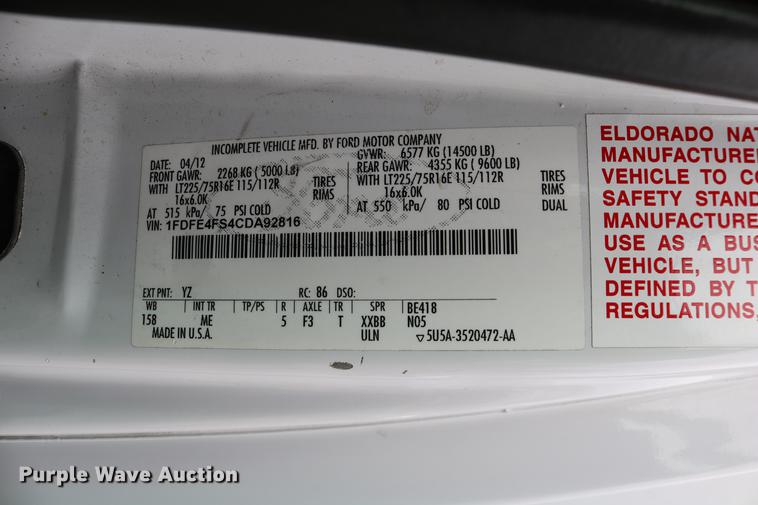 INCOMPLETE VEHICLE MFD. BY FORD MOTOR COMPANY
DATE: 04/12 GVWR: 6577 KG (14500 LB)
FRONT GAWR: 2268 KG ( 5000 LB) REAR GAWR: 4355 KG ( 9600 LB)
WITH LT225/75R16E 115/112R TIRES WITH LT225/75R16E 115/112R TIRES
16x6.0K RIMS 16x6.0K RIMS
AT 515 kPa/ 75 PSI COLD AT 550 kPa/ 80 PSI COLD DUAL
VIN: 1FDFE4FS4CDA92816
EXT PNT: YZ RC: 86 DSO:
WB INT TR TP/PS R AXLE TR SPR BE418
158 ME 5 F3 T XXBB N05
MADE IN U.S.A. ULN ▽5U5A-3520472-AA
ELDORADO NAT
MANUFACTURE
VEHICLE TO CO
SAFETY STAND
MANUFACTURE
USE AS A BUS
VEHICLE, BUT
DEFINED BY T
REGULATIONS,
Purple Wave Auction